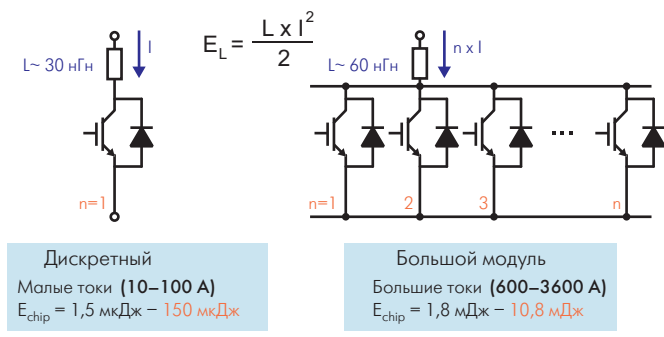 I
L~ 30 нГн
E_L = L x I^2 / 2
L~ 60 нГн
n x I
n=1
n=1
2
3
...
n
Дискретный
Малые токи (10–100 А)
E_chip = 1,5 мкДж – 150 мкДж
Большой модуль
Большие токи (600–3600 А)
E_chip = 1,8 мДж – 10,8 мДж